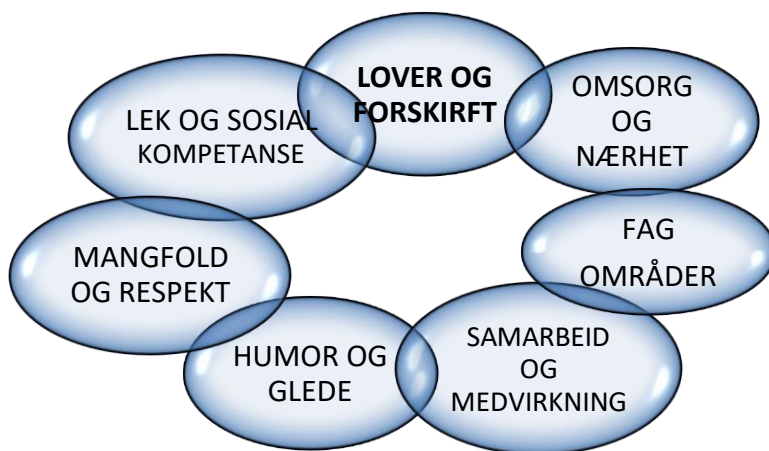 LOVER OG
FORSKIRFT
OMSORG
OG
NÆRHET
FAG
OMRÅDER
SAMARBEID
OG
MEDVIRKNING
HUMOR OG
GLEDE
MANGFOLD
OG RESPEKT
LEK OG SOSIAL
KOMPETANSE